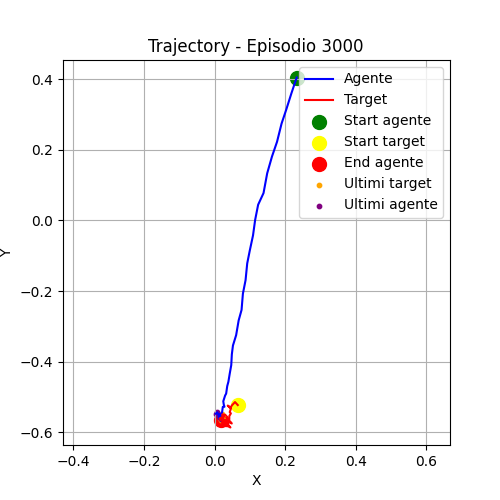 Trajectory - Episodio 3000
Agente
Target
Start agente
Start target
End agente
Ultimi target
Ultimi agente
0.4
0.2
0.0
−0.2
−0.4
−0.6
Y
−0.4 −0.2 0.0 0.2 0.4 0.6
X